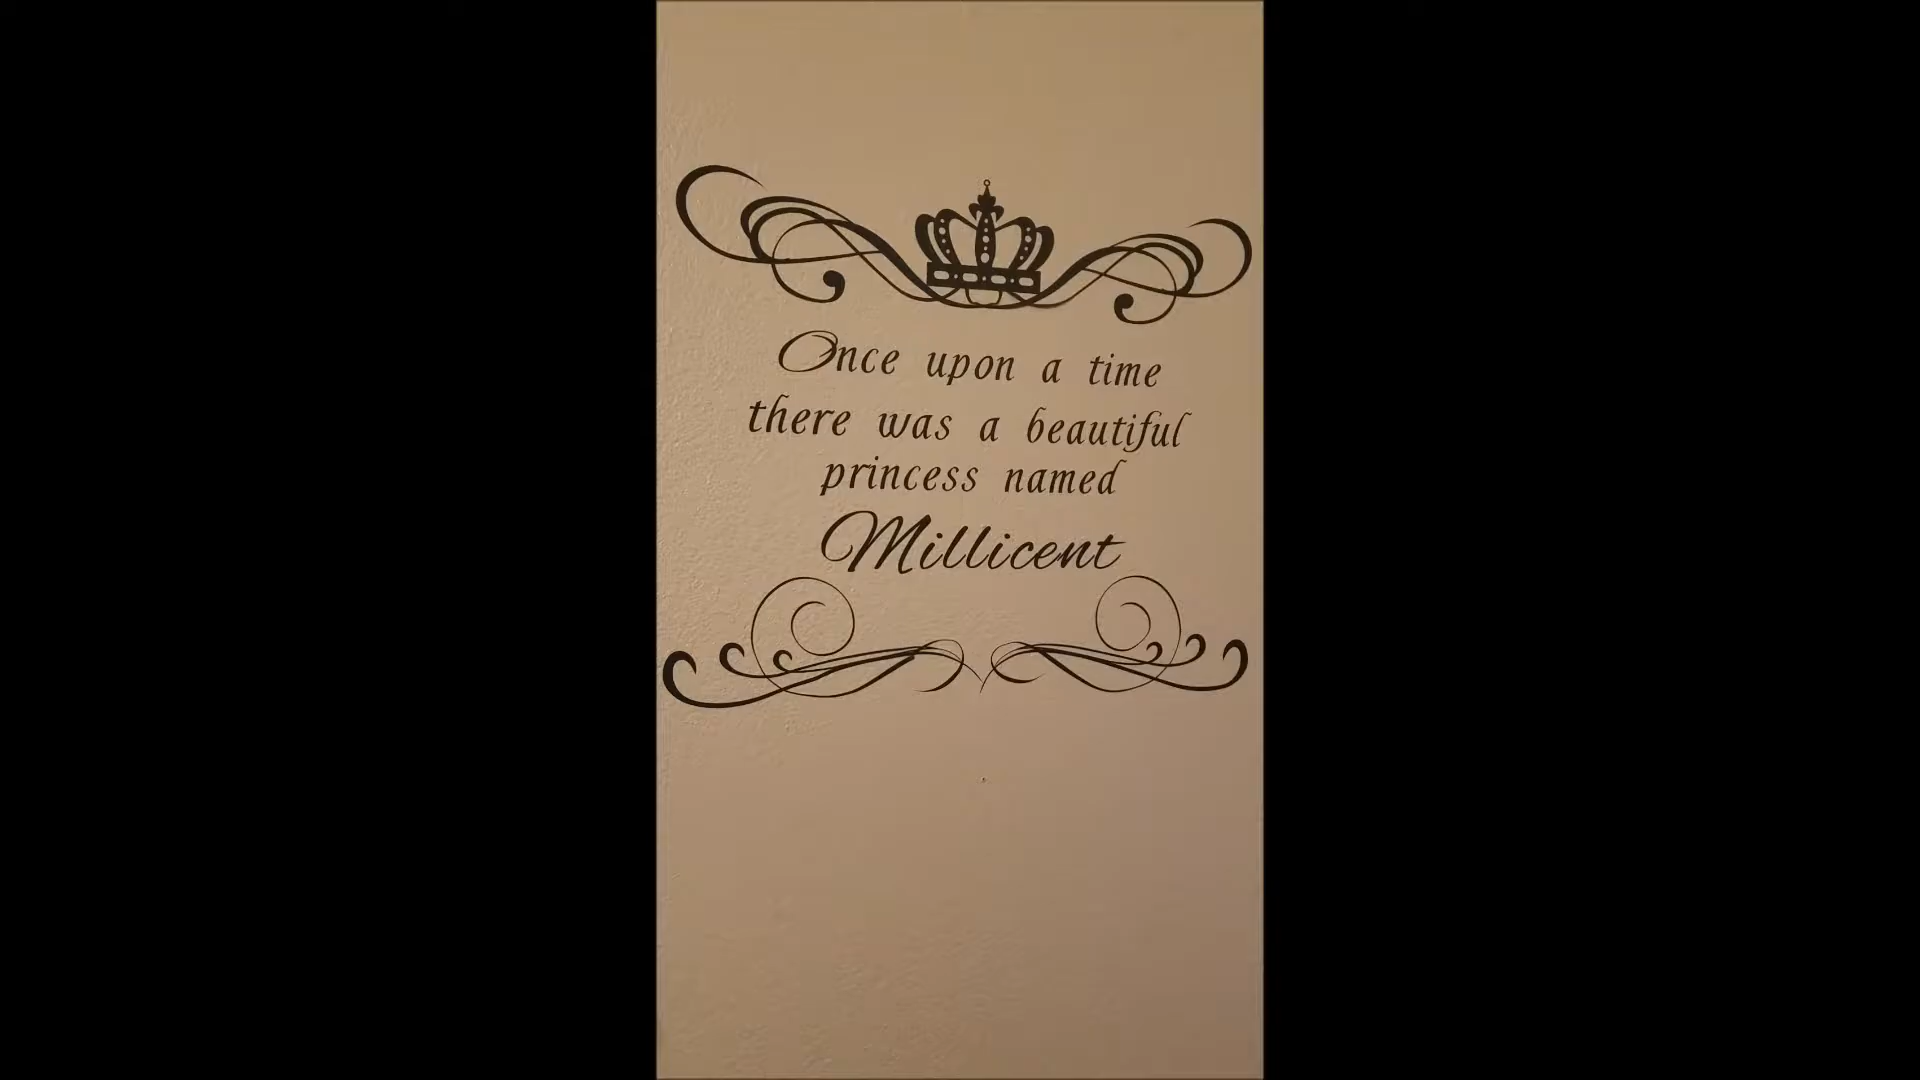 Once upon a time
there was a beautiful
princess named
Millicent